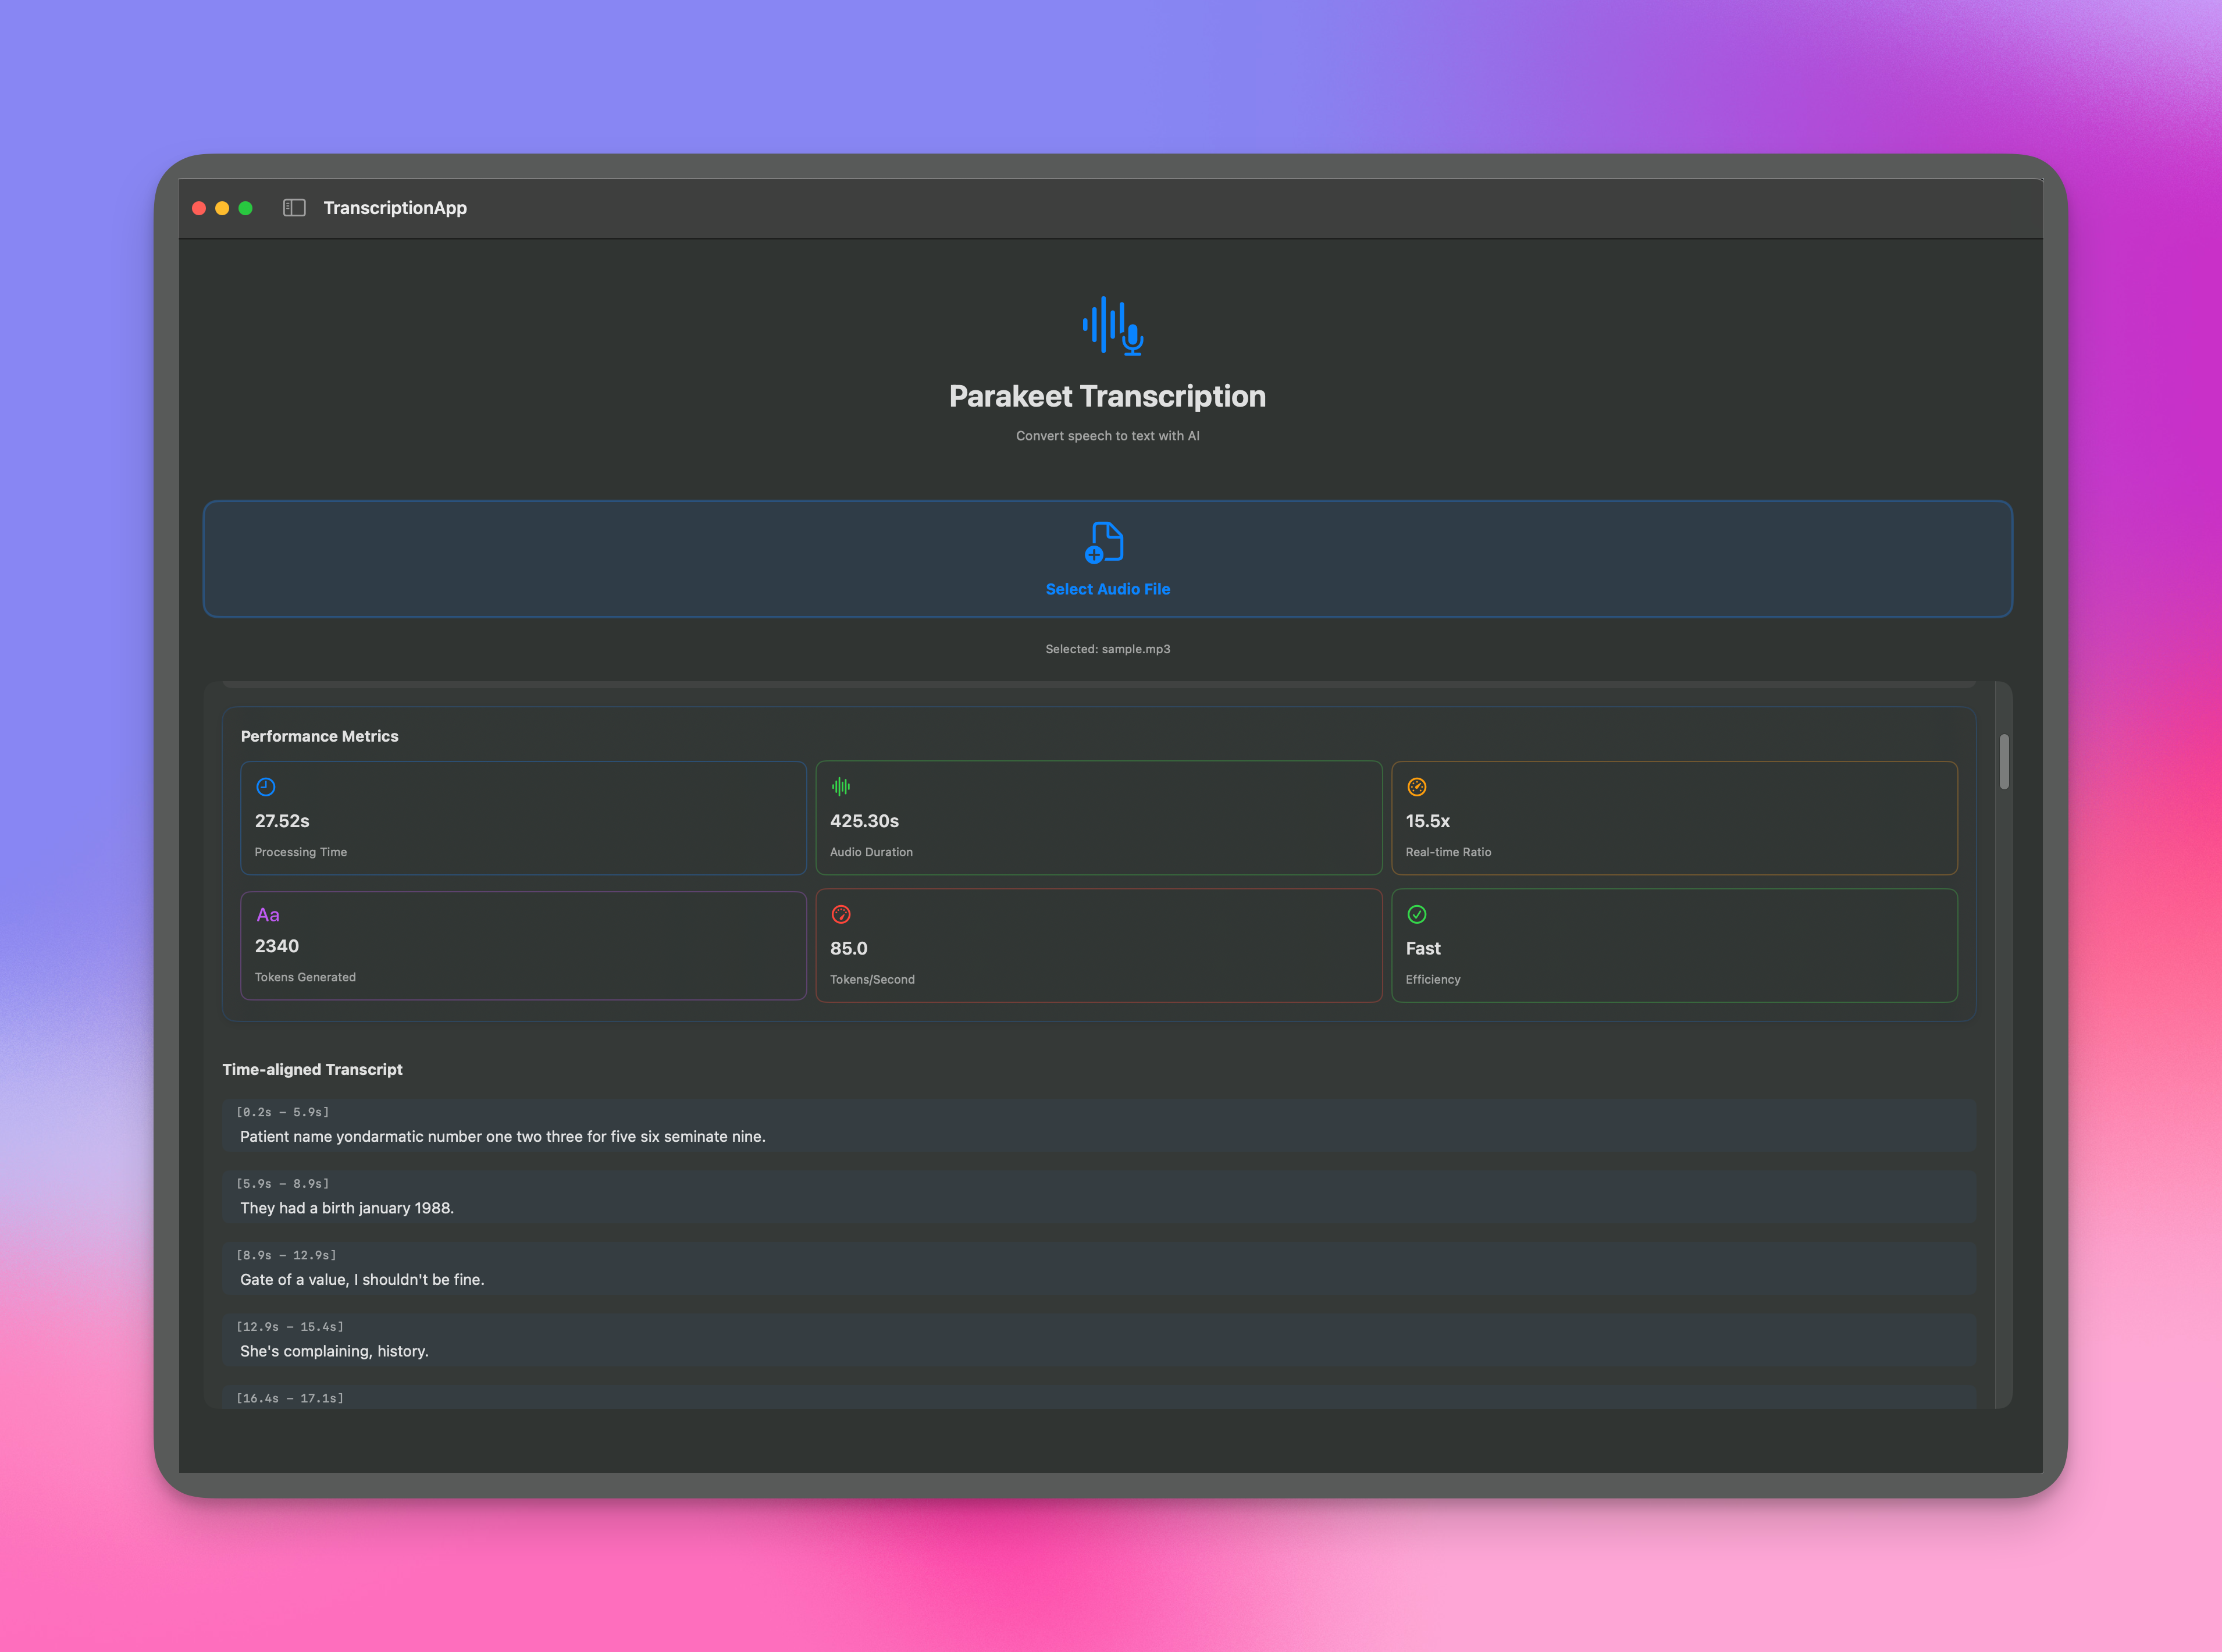 TranscriptionApp
Parakeet Transcription
Convert speech to text with AI
Select Audio File
Selected: sample.mp3
Performance Metrics
27.52s
Processing Time
425.30s
Audio Duration
15.5x
Real-time Ratio
Aa
2340
Tokens Generated
85.0
Tokens/Second
Fast
Efficiency
Time-aligned Transcript
[0.2s – 5.9s]
Patient name yondarmatic number one two three for five six seminate nine.
[5.9s – 8.9s]
They had a birth january 1988.
[8.9s – 12.9s]
Gate of a value, I shouldn't be fine.
[12.9s – 15.4s]
She's complaining, history.
[16.4s – 17.1s]